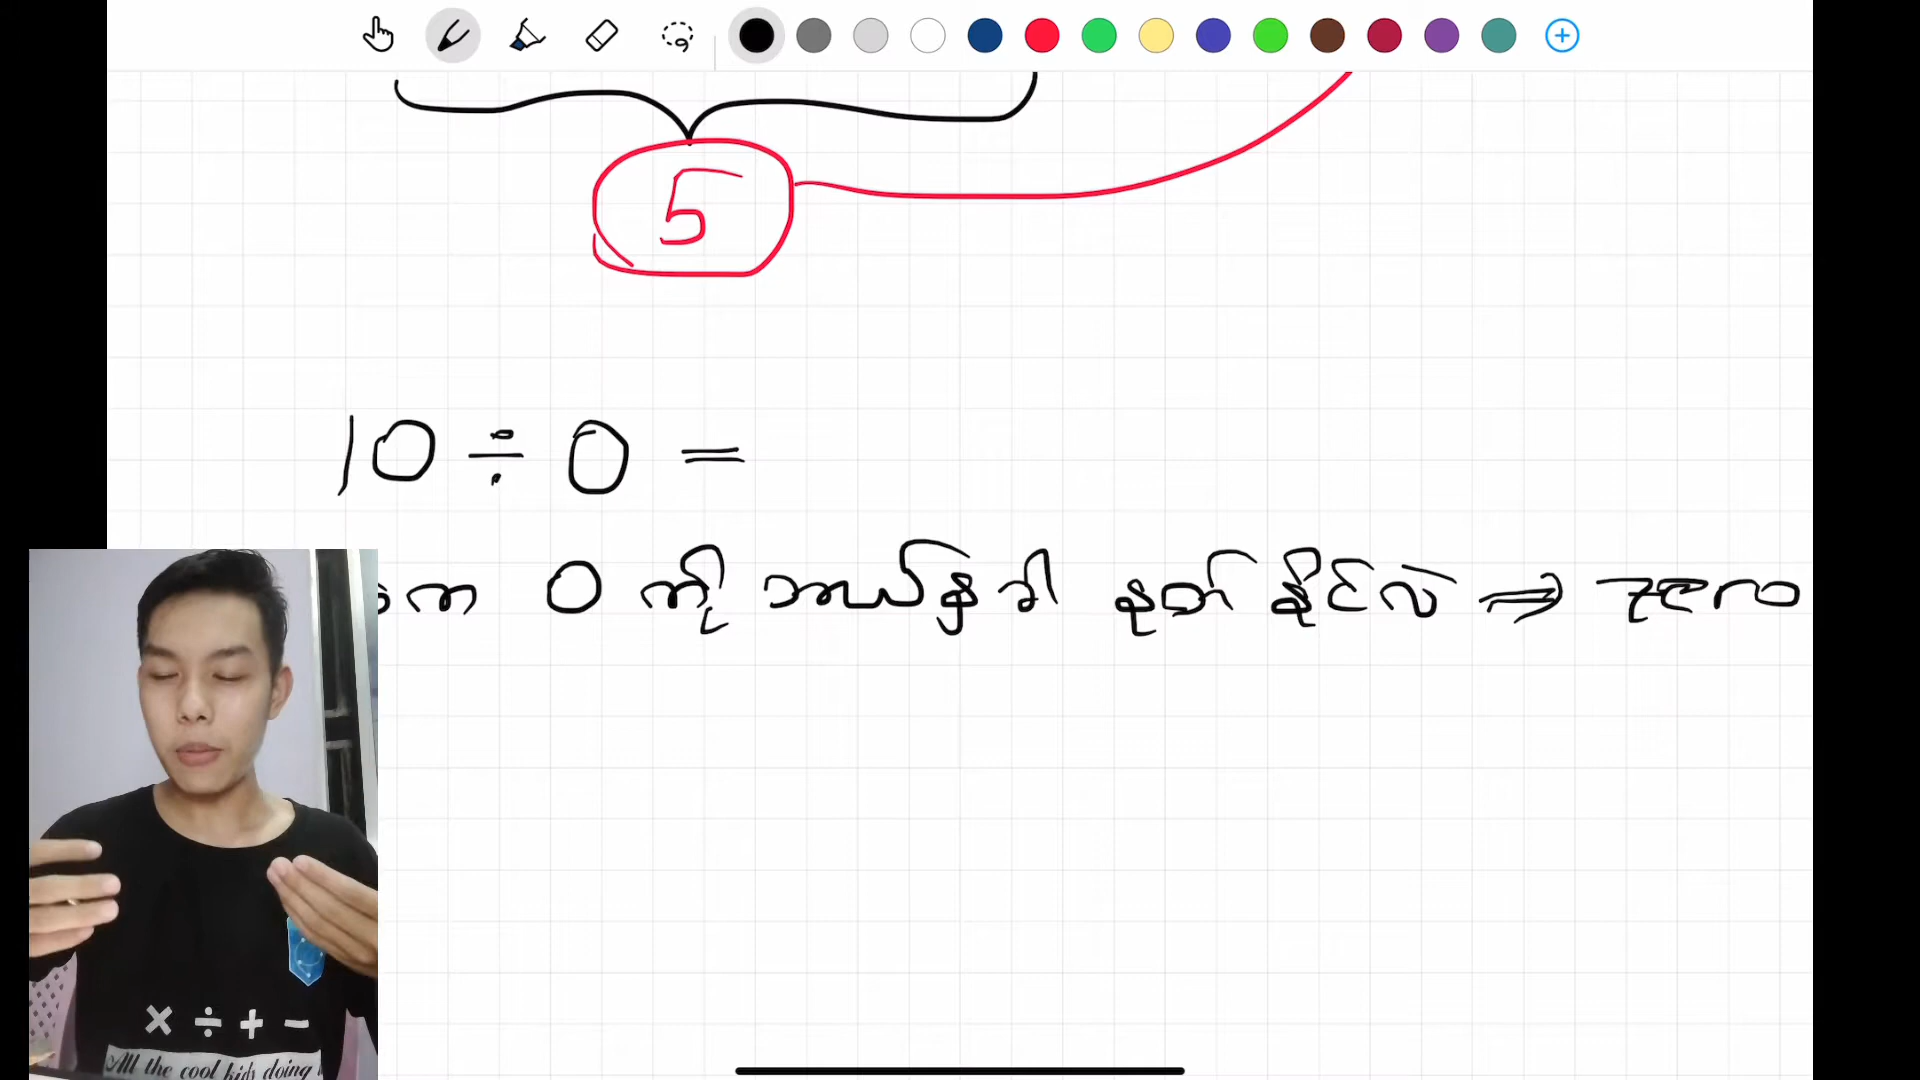 5
10 ÷ 0 =
က 0 ကို ဘယ်နှခါ နုတ်နိုင်လဲ ⇒ zero
× ÷ + −
All the cool kids doing